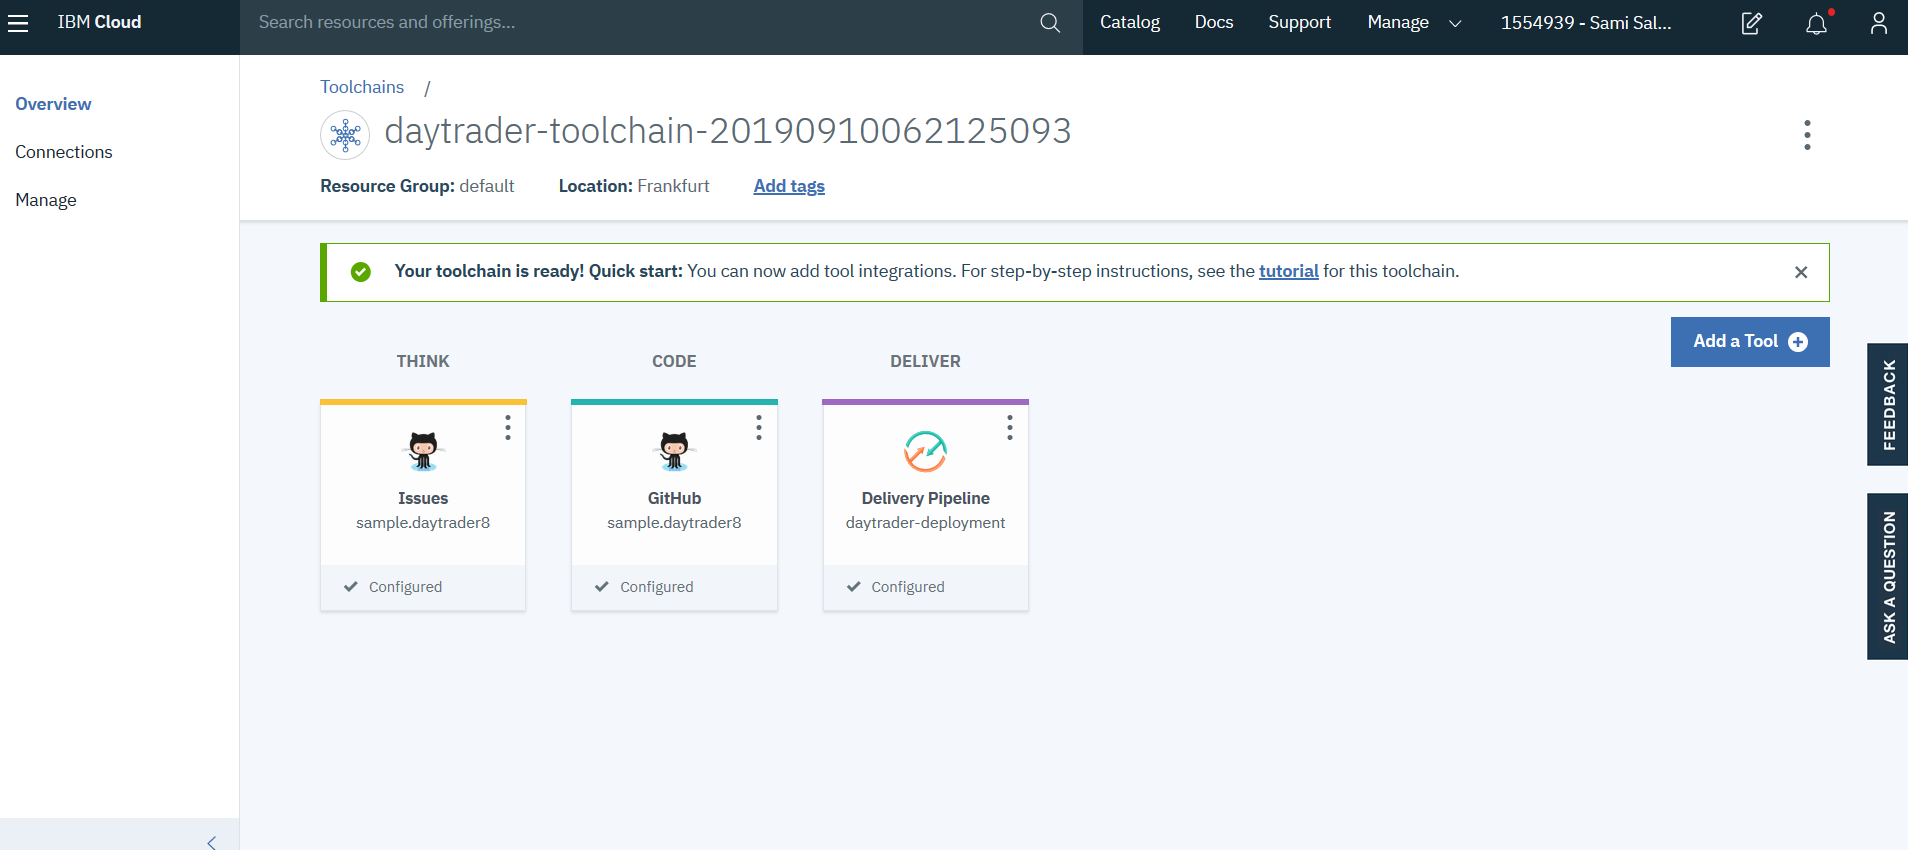 IBM Cloud
Search resources and offerings...
Catalog
Docs
Support
Manage
1554939 - Sami Sal...
Overview
Connections
Manage
Toolchains /
daytrader-toolchain-20190910062125093
Resource Group: default
Location: Frankfurt
Add tags
Your toolchain is ready! Quick start: You can now add tool integrations. For step-by-step instructions, see the tutorial for this toolchain.
Add a Tool
THINK
CODE
DELIVER
Issues
sample.daytrader8
Configured
GitHub
sample.daytrader8
Configured
Delivery Pipeline
daytrader-deployment
Configured
FEEDBACK
ASK A QUESTION